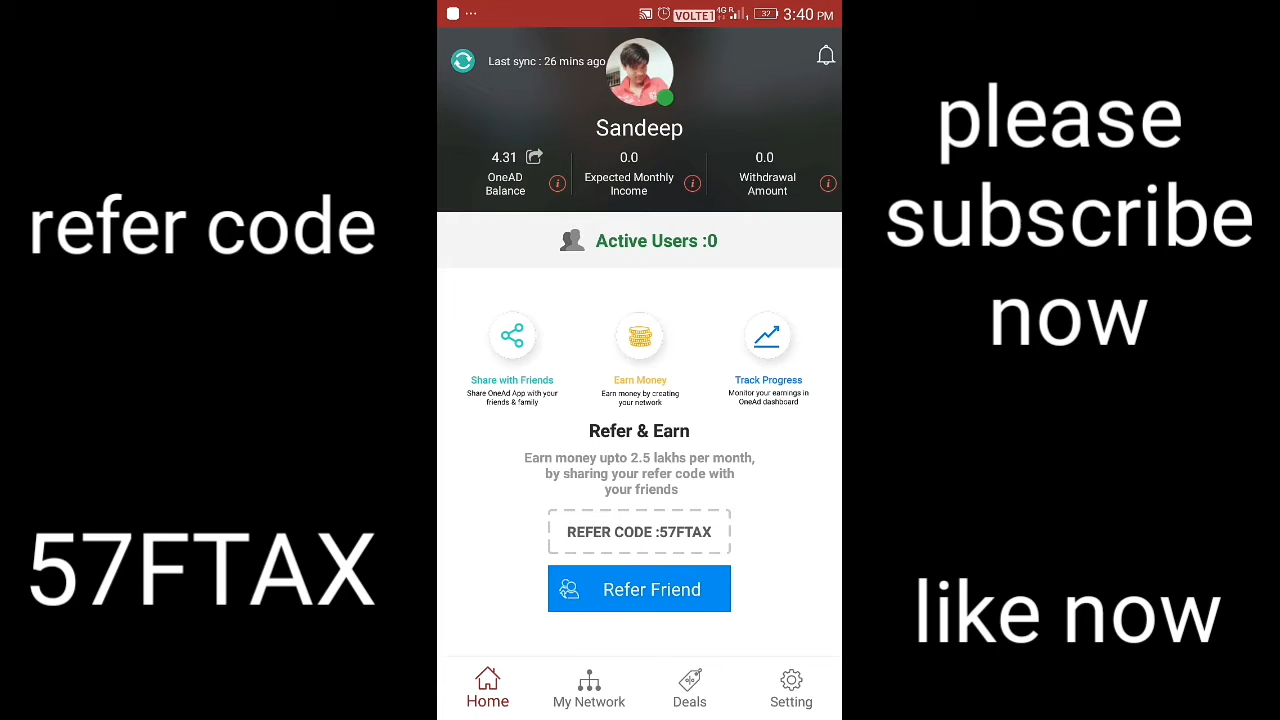 refer code
57FTAX
VOLTE1 4G R 1 32 3:40 PM
Last sync : 26 mins ago
Sandeep
4.31
OneAD
Balance
0.0
Expected Monthly
Income
0.0
Withdrawal
Amount
Active Users :0
Share with Friends
Share OneAd App with your
friends & family
Earn Money
Earn money by creating
your network
Track Progress
Monitor your earnings in
OneAd dashboard
Refer & Earn
Earn money upto 2.5 lakhs per month,
by sharing your refer code with
your friends
REFER CODE :57FTAX
Refer Friend
Home
My Network
Deals
Setting
please
subscribe
now
like now